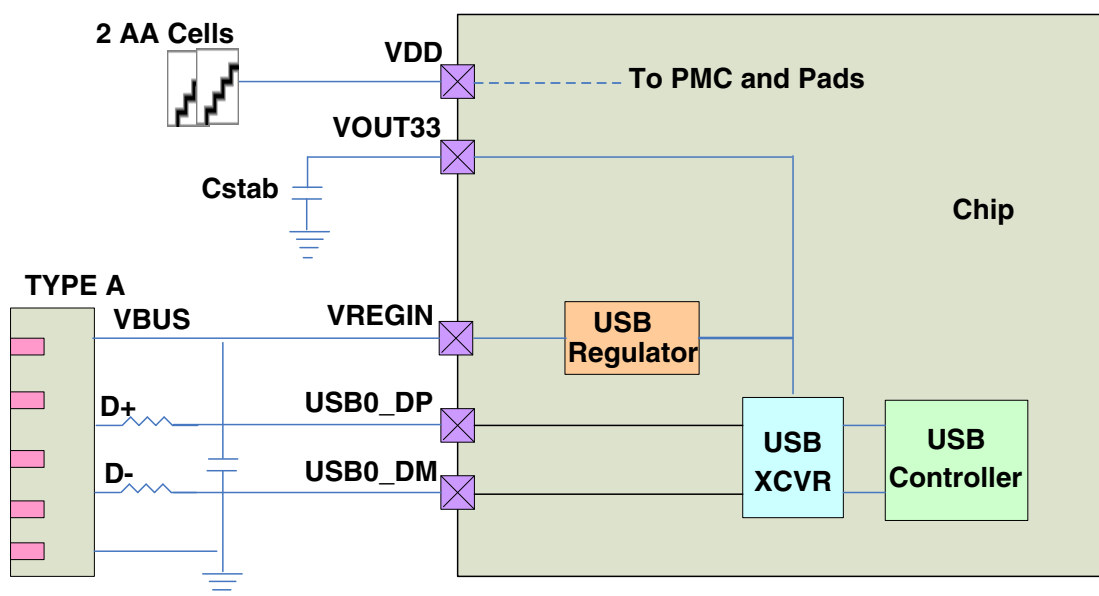 2 AA Cells
VDD
To PMC and Pads
VOUT33
Cstab
Chip
TYPE A
VBUS
VREGIN
USB
Regulator
D+
USB0_DP
D-
USB0_DM
USB
XCVR
USB
Controller